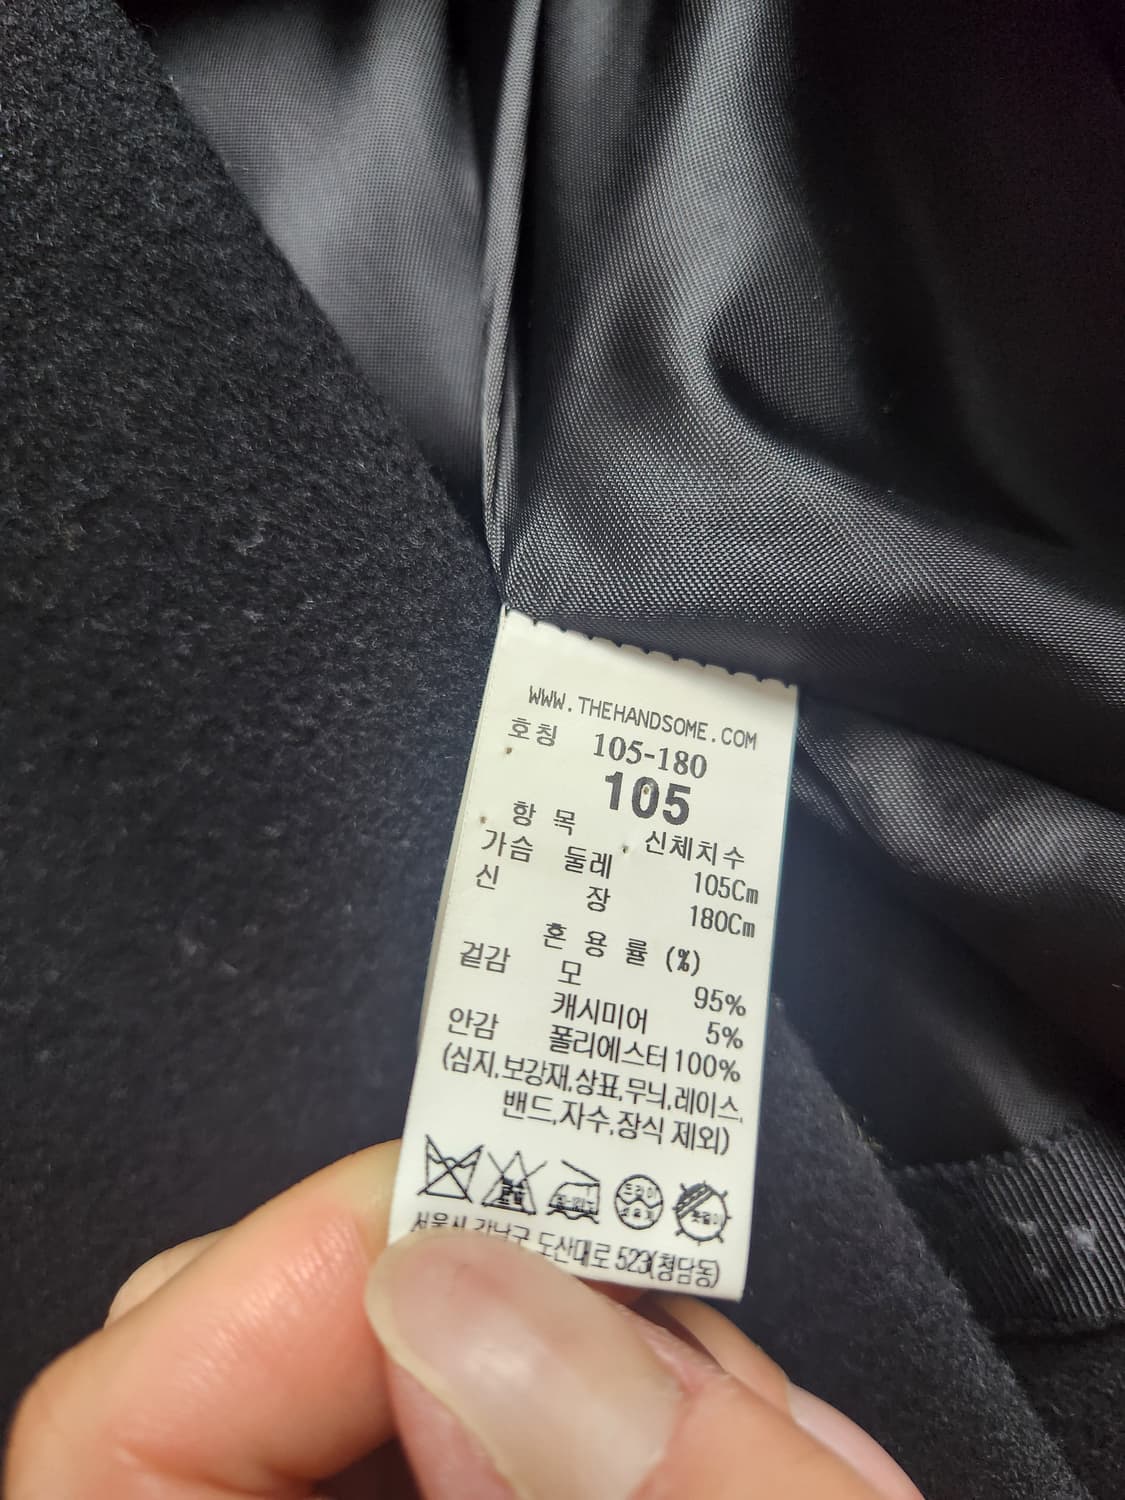 WWW.THEHANDSOME.COM
호칭 105-180
105
항 목 신체치수
가슴 둘레 105Cm
신 장 180Cm
혼 용 률 (%)
겉감 모 95%
캐시미어 5%
안감 폴리에스터 100%
(심지,보강재,상표,무늬,레이스,
밴드,자수,장식 제외)
드라이
서울시 강남구 도산대로 523(청담동)